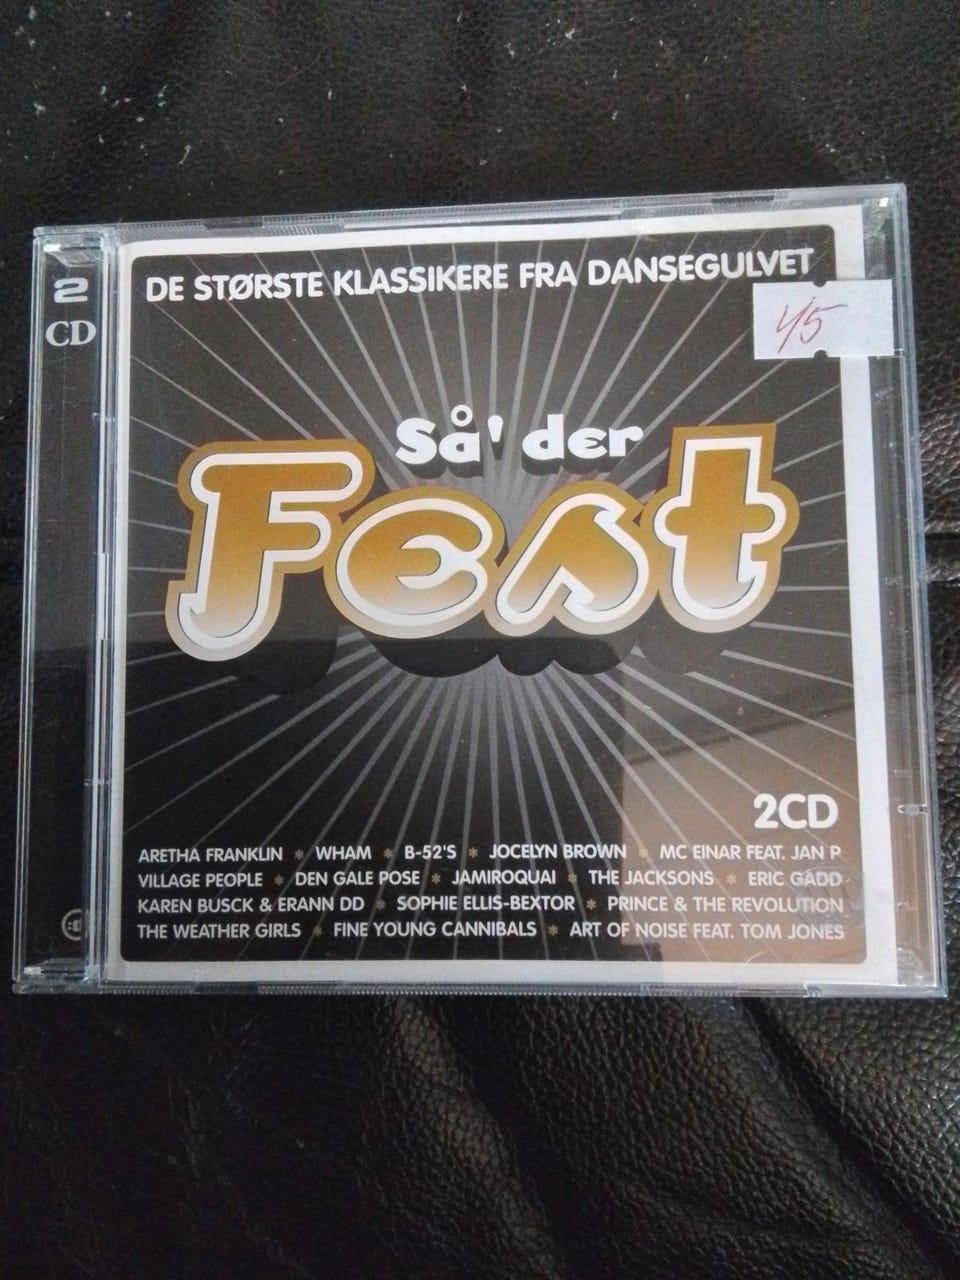 2
CD
DE STØRSTE KLASSIKERE FRA DANSEGULVET
45
Så' der
Fest
2CD
ARETHA FRANKLIN * WHAM * B-52'S * JOCELYN BROWN * MC EINAR FEAT. JAN P
VILLAGE PEOPLE * DEN GALE POSE * JAMIROQUAI * THE JACKSONS * ERIC GADD
KAREN BUSCK & ERANN DD * SOPHIE ELLIS-BEXTOR * PRINCE & THE REVOLUTION
THE WEATHER GIRLS * FINE YOUNG CANNIBALS * ART OF NOISE FEAT. TOM JONES